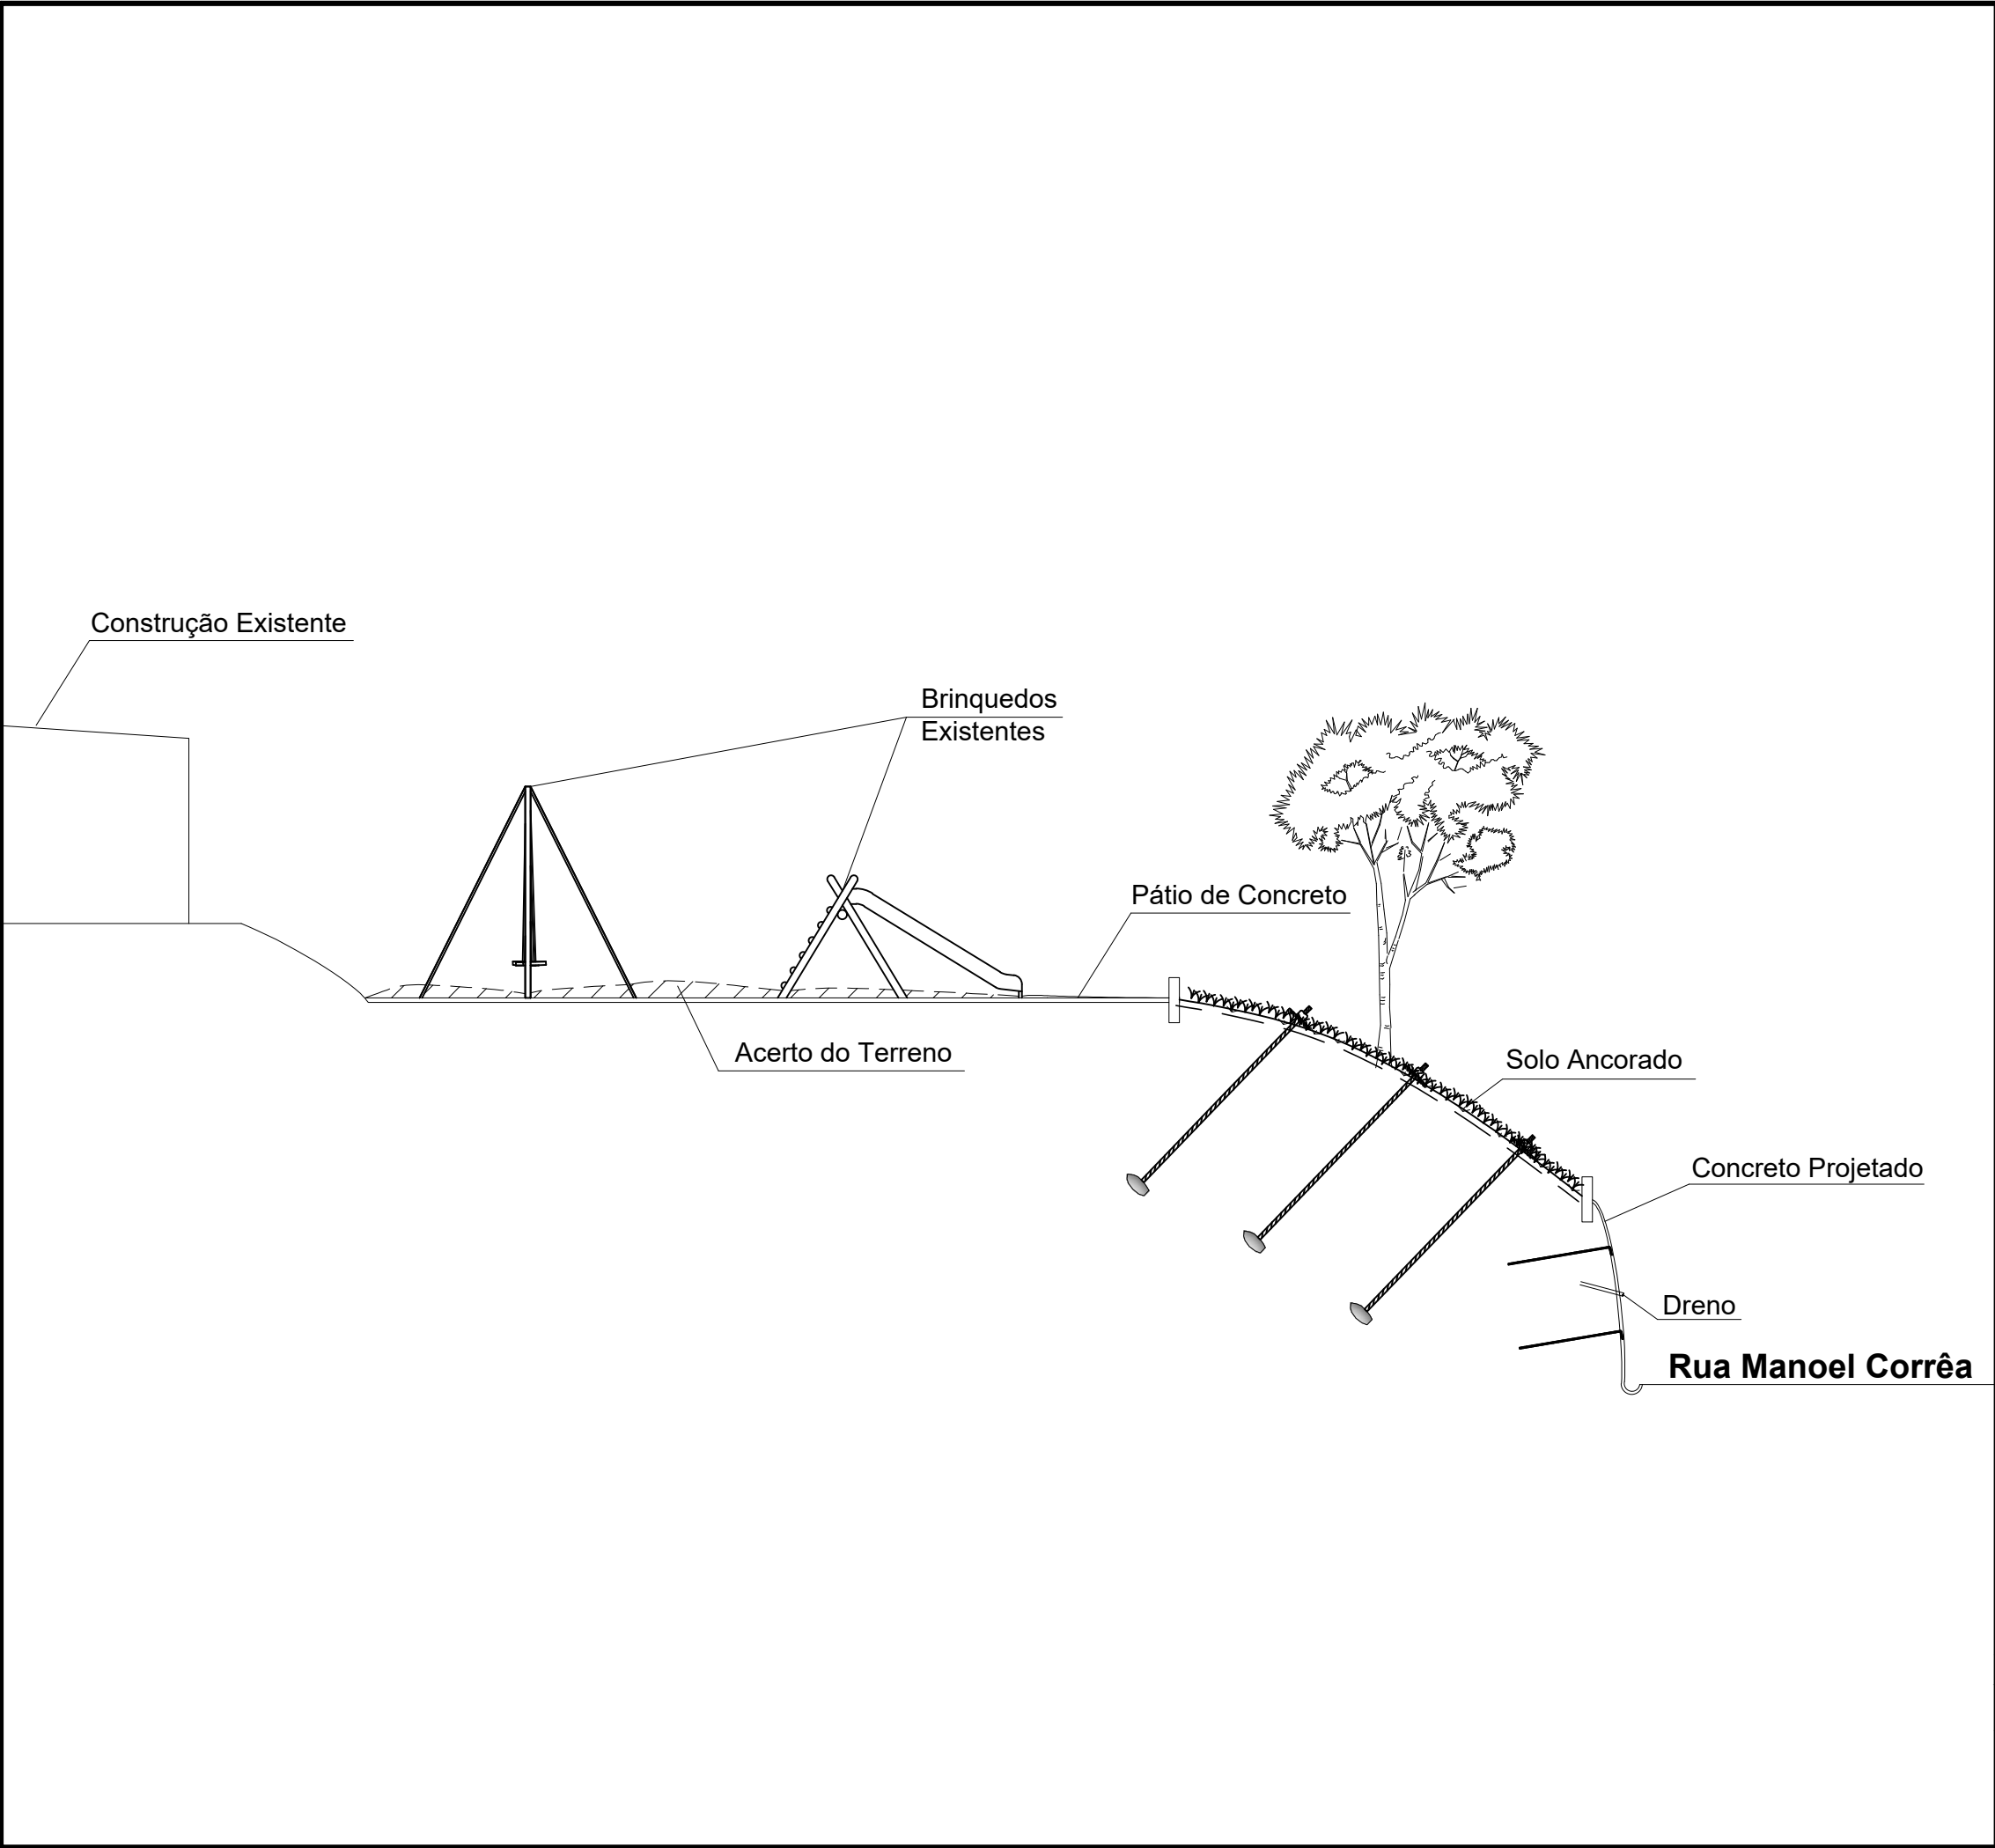 Construção Existente
Brinquedos
Existentes
Pátio de Concreto
Acerto do Terreno
Solo Ancorado
Concreto Projetado
Dreno
Rua Manoel Corrêa